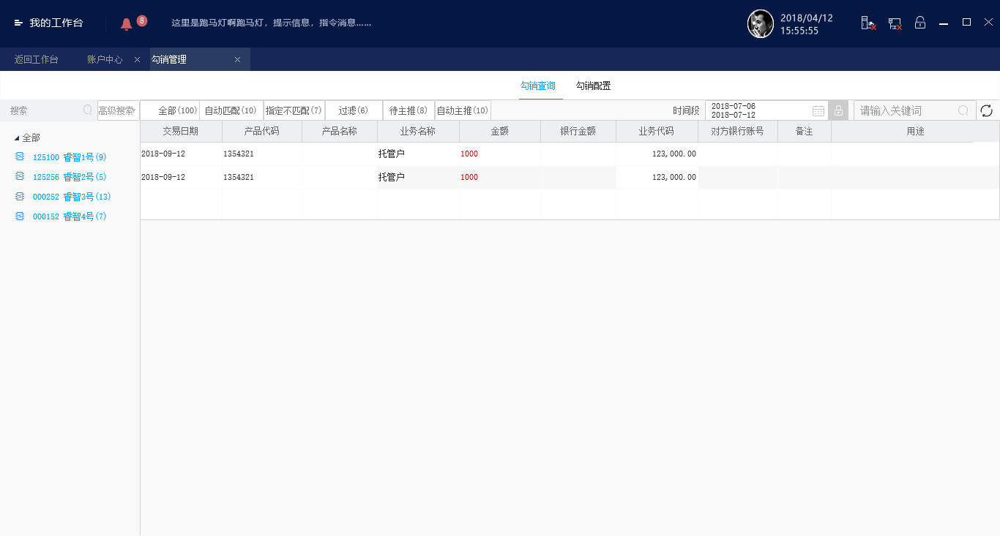 我的工作台
8
这里是跑马灯啊跑马灯，提示信息，指令消息……
2018/04/12
15:55:55
返回工作台 账户中心 勾销管理
勾销查询 勾销配置
搜索 高级搜索 全部(100) 自动匹配(10) 指定不匹配(7) 过滤(6) 待主推(8) 自动主推(10) 时间段 2018-07-06
2018-07-12
请输入关键词
交易日期 产品代码 产品名称 业务名称 金额 银行金额 业务代码 对方银行账号 备注 用途
全部
125100 睿智1号(9)
125256 睿智2号(5)
000252 睿智3号(13)
000152 睿智4号(7)
2018-09-12 1354321 托管户 1000 123,000.00
2018-09-12 1354321 托管户 1000 123,000.00